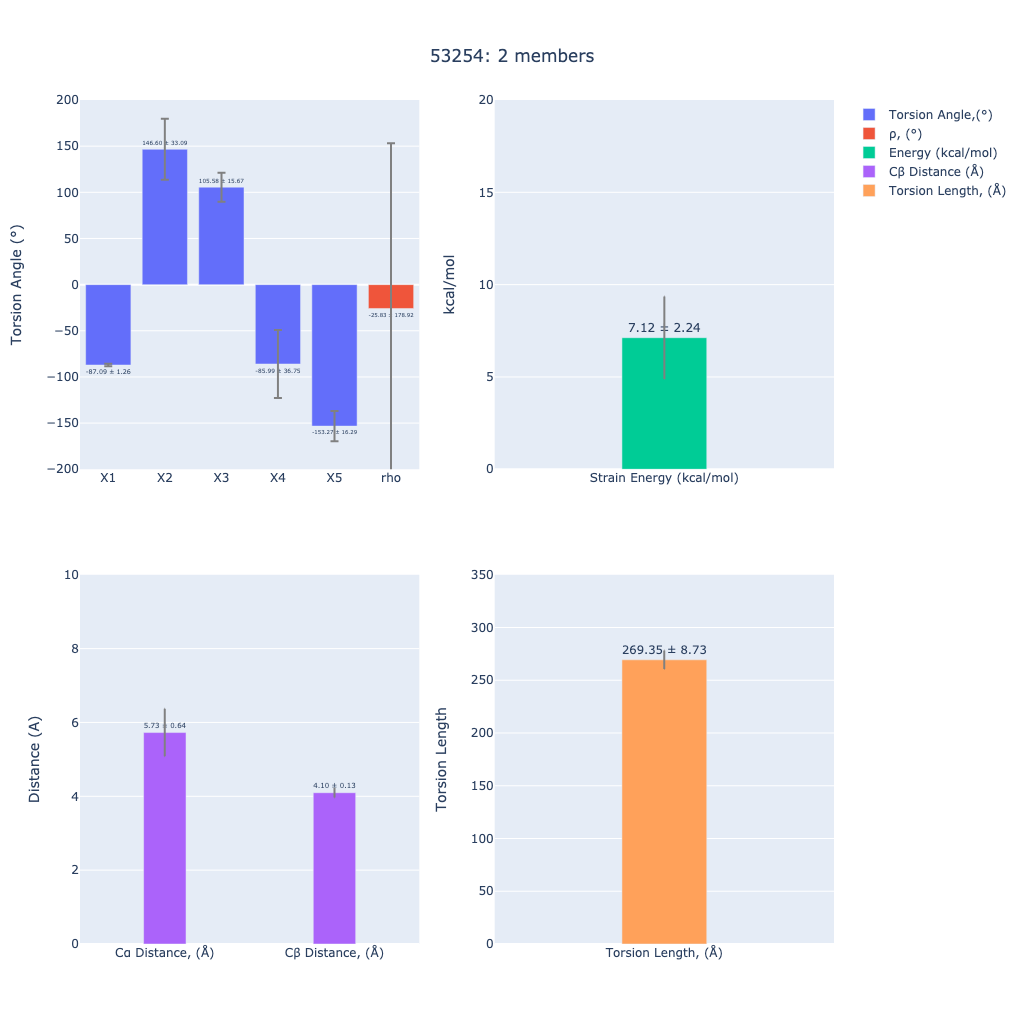 53254: 2 members
Torsion Angle (°)
200
150
100
50
0
−50
−100
−150
−200
-87.09 ± 1.26
146.60 ± 33.09
105.58 ± 15.67
-85.99 ± 36.75
-153.27 ± 16.29
-25.83 ± 178.92
X1 X2 X3 X4 X5 rho
kcal/mol
20
15
10
5
0
7.12 ± 2.24
Strain Energy (kcal/mol)
Torsion Angle,(°)
ρ, (°)
Energy (kcal/mol)
Cβ Distance (Å)
Torsion Length, (Å)
Distance (A)
10
8
6
4
2
0
5.73 ± 0.64
4.10 ± 0.13
Cα Distance, (Å) Cβ Distance, (Å)
Torsion Length
350
300
250
200
150
100
50
0
269.35 ± 8.73
Torsion Length, (Å)